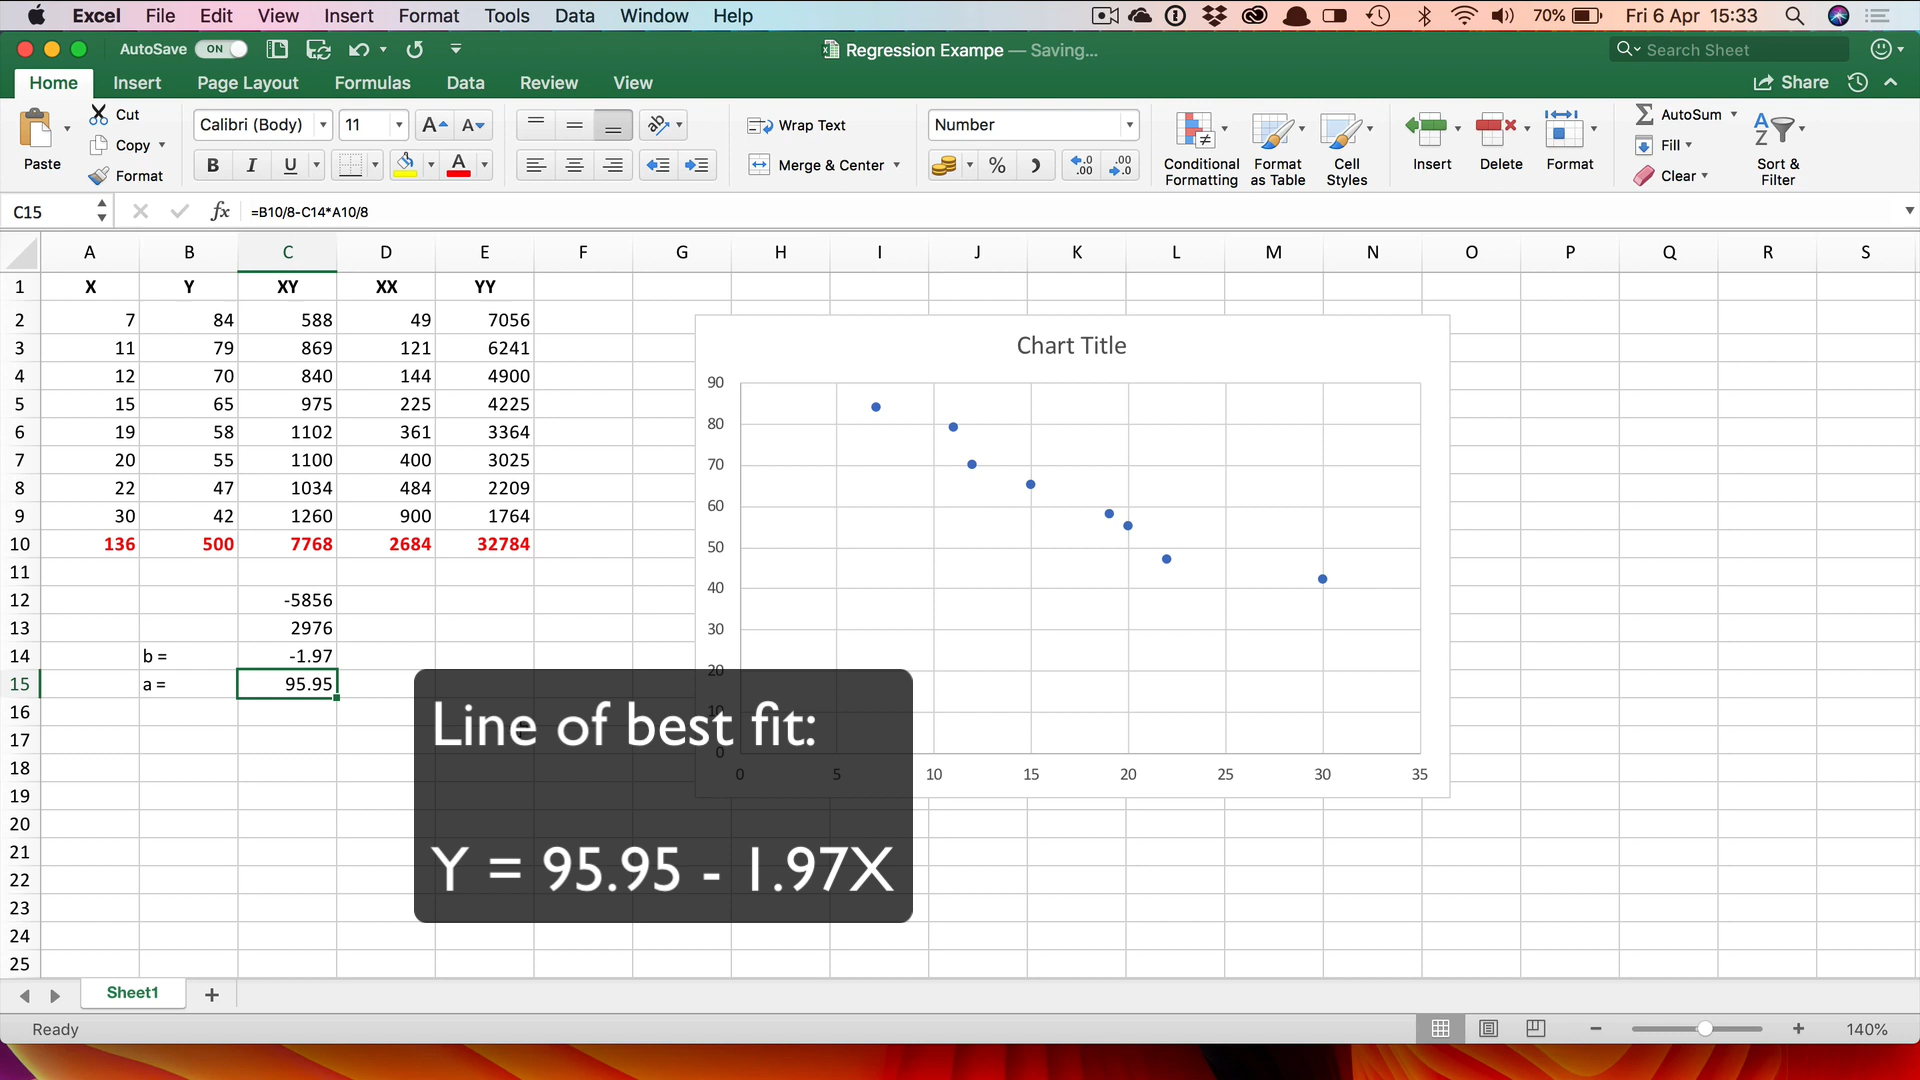 Excel File Edit View Insert Format Tools Data Window Help 70% Fri 6 Apr 15:33
AutoSave ON Regression Exampe — Saving... Search Sheet
Home Insert Page Layout Formulas Data Review View Share
Paste Cut Copy Format
Calibri (Body) 11
B I U A
Wrap Text
Merge & Center
Number
Conditional Formatting
Format as Table
Cell Styles
Insert Delete Format
AutoSum Fill Clear
Sort & Filter
C15 fx =B10/8-C14*A10/8
A B C D E F G H I J K L M N O P Q R S
1 X Y XY XX YY
2 7 84 588 49 7056
3 11 79 869 121 6241
4 12 70 840 144 4900
5 15 65 975 225 4225
6 19 58 1102 361 3364
7 20 55 1100 400 3025
8 22 47 1034 484 2209
9 30 42 1260 900 1764
10 136 500 7768 2684 32784
11
12 -5856
13 2976
14 b = -1.97
15 a = 95.95
16
17
18
19
20
21
22
23
24
25
Chart Title
90
80
70
60
50
40
30
20
10
0
0 5 10 15 20 25 30 35
Line of best fit:
Y = 95.95 - 1.97X
Sheet1 +
Ready 140%